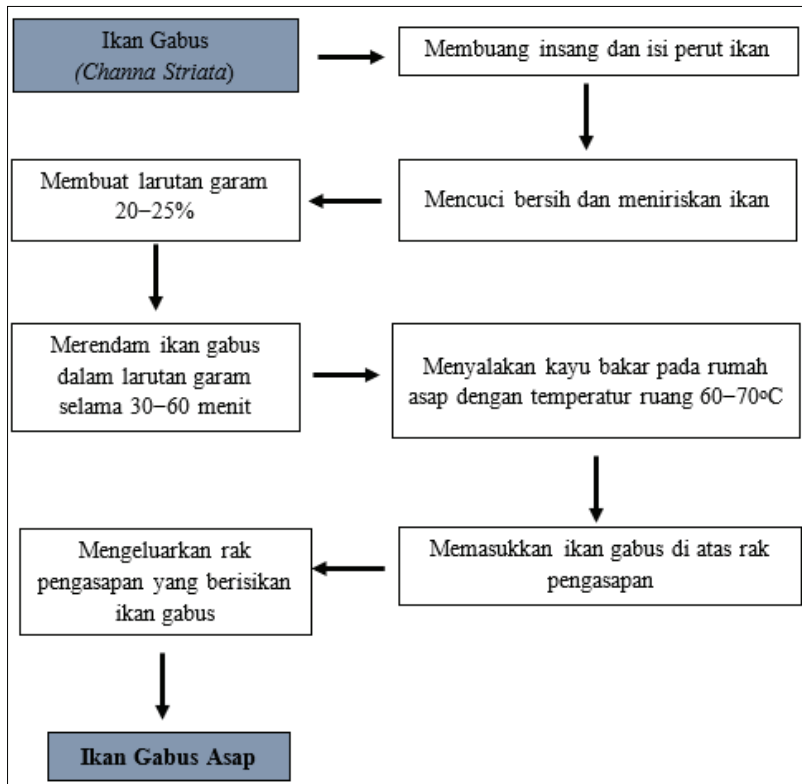 Ikan Gabus
(Channa Striata)
Membuang insang dan isi perut ikan
Mencuci bersih dan meniriskan ikan
Membuat larutan garam
20–25%
Merendam ikan gabus
dalam larutan garam
selama 30–60 menit
Menyalakan kayu bakar pada rumah
asap dengan temperatur ruang 60–70°C
Memasukkan ikan gabus di atas rak
pengasapan
Mengeluarkan rak
pengasapan yang berisikan
ikan gabus
Ikan Gabus Asap